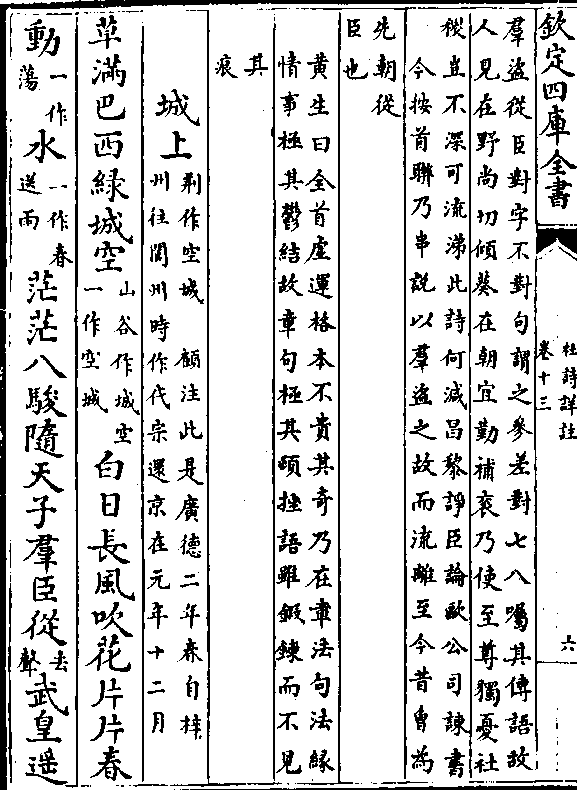 欽定四庫全書
杜詩詳註
卷十三
六
羣盜從臣對字不對句謂之參差對七八囑其傳語故
人見在野尚切傾葵在朝宜勤補衮乃使至尊獨憂社
稷豈不深可流涕此詩何減昌黎諍臣論歐公司諫書
今按首聯乃串說以羣盜之故而流離至今昔曾為
先朝從
臣也
黄生曰全首虛運格本不貴其奇乃在章法句法緣
情事極其鬱結故章句極其頓挫語雖鍛鍊而不見
其
痕
城上
荆作空城 顧注此是廣德二年春自梓
州往閬州時作代宗還京在元年十二月
草滿巴西綠城空
山谷作城空
一作空城
白日長風吹花片片春
動
一作
蕩
水
一作春
送雨
茫茫八駿隨天子羣臣從
去
聲
武皇遥